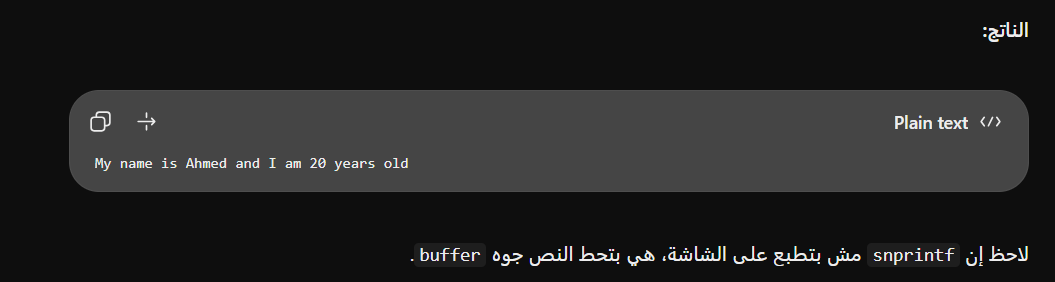 الناتج:
Plain text
My name is Ahmed and I am 20 years old
لاحظ إن snprintf مش بتطبع على الشاشة، هي بتحط النص جوه buffer.